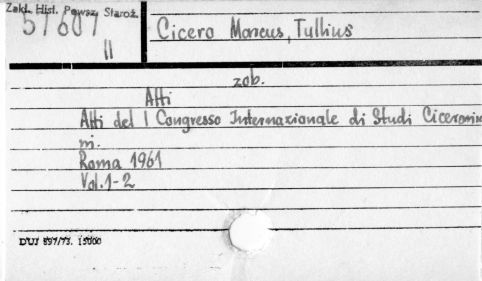 Zakł. Hist. Powsz. Staroż.
57601
II
Cicero Marcus, Tullius
zob.
Atti
Atti del I Congresso Internazionale di Studi Ciceronia
ni.
Roma 1961
Vol. 1-2
DUJ 897/73. 15000